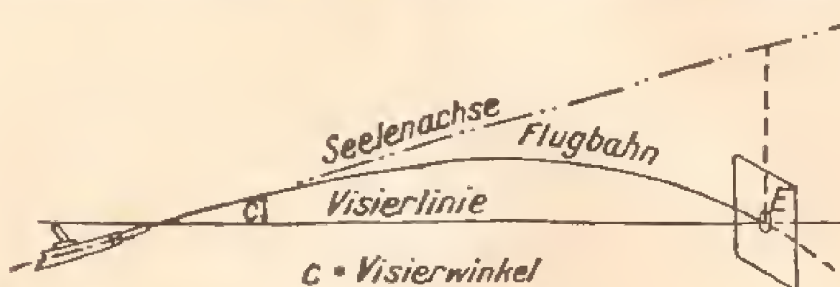 Seelenachse
Flugbahn
E
c
Visierlinie
c = Visierwinkel